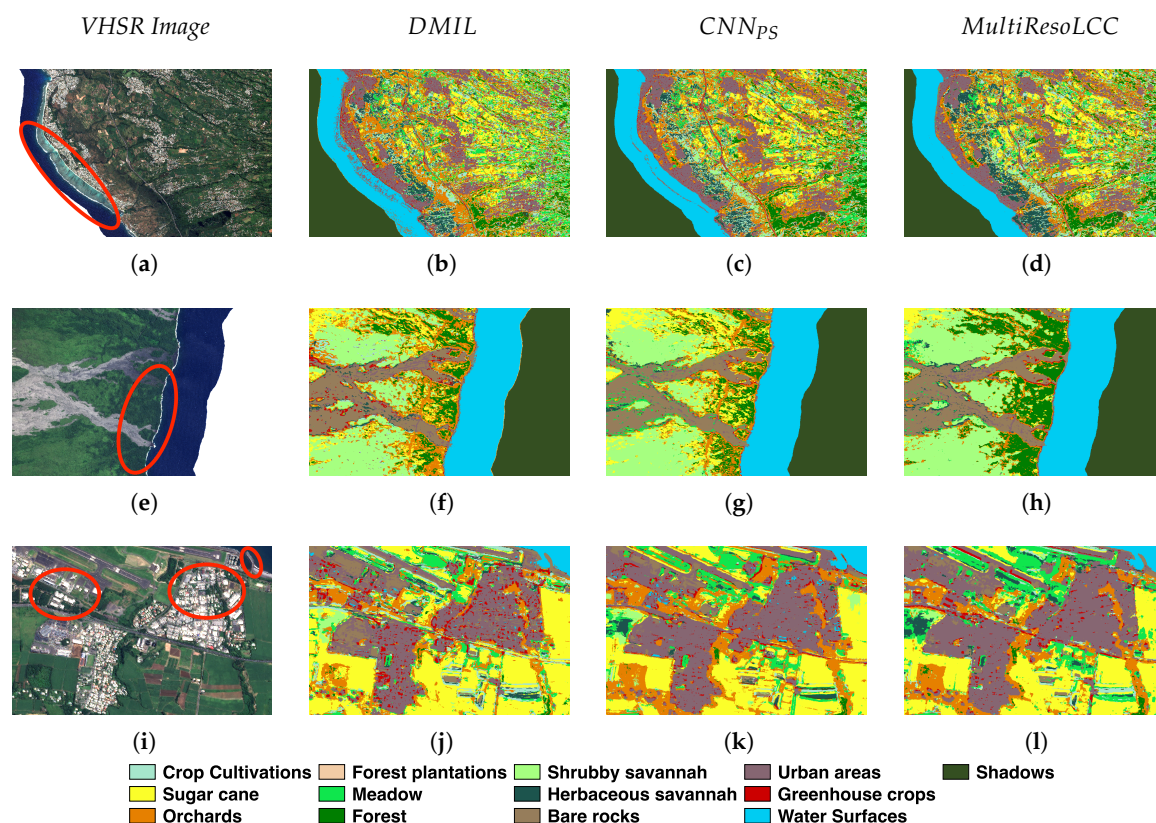 VHSR Image DMIL CNNPS MultiResoLCC
(a) (b) (c) (d)
(e) (f) (g) (h)
(i) (j) (k) (l)
Crop Cultivations Forest plantations Shrubby savannah Urban areas Shadows
Sugar cane Meadow Herbaceous savannah Greenhouse crops
Orchards Forest Bare rocks Water Surfaces